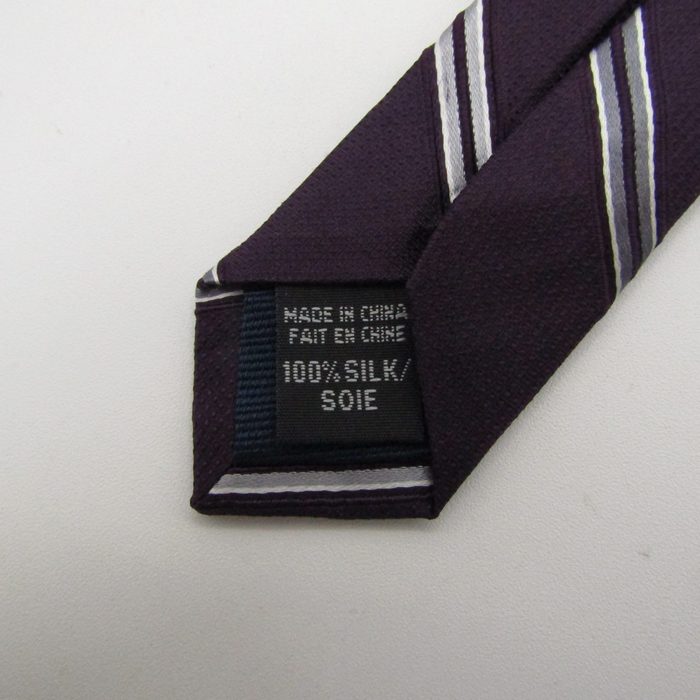 MADE IN CHINA
FAIT EN CHINE
100% SILK/
SOIE